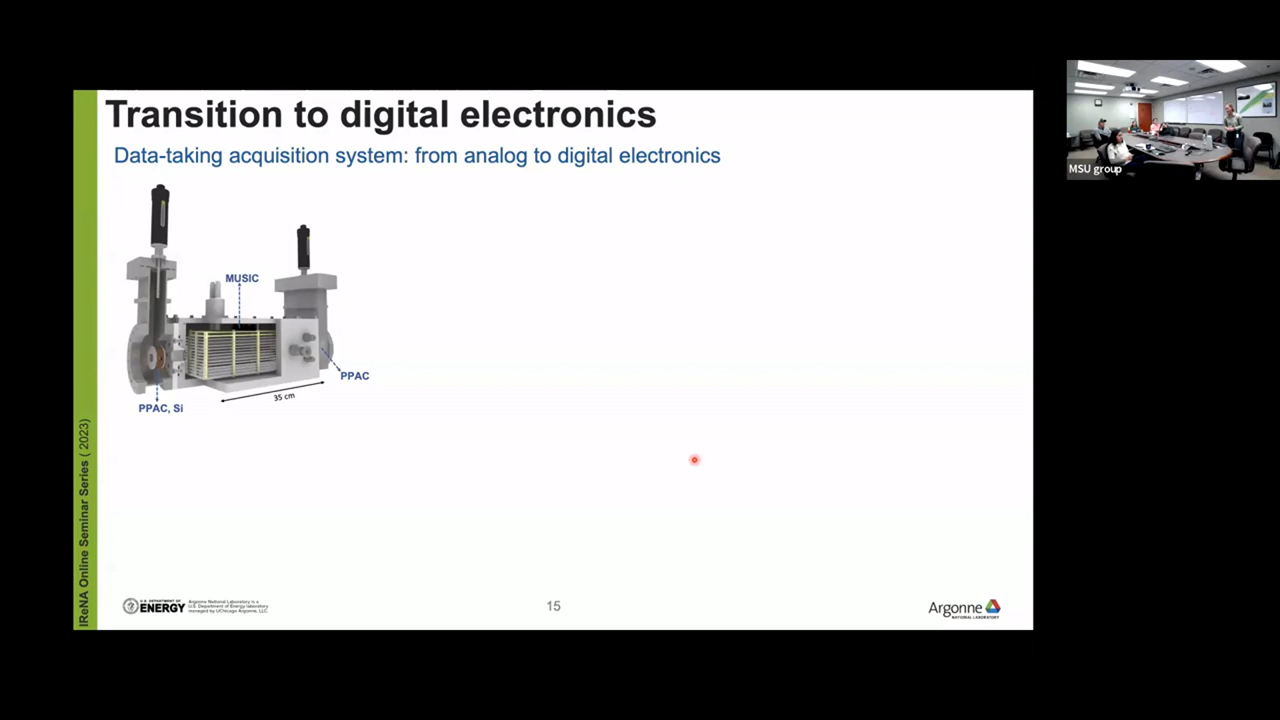 Transition to digital electronics
Data-taking acquisition system: from analog to digital electronics
MUSIC
PPAC
35 cm
PPAC, Si
IReNA Online Seminar Series ( 2023)
U.S. DEPARTMENT OF
ENERGY
Argonne National Laboratory is a
U.S. Department of Energy laboratory
managed by UChicago Argonne, LLC.
15
Argonne
NATIONAL LABORATORY
MSU group